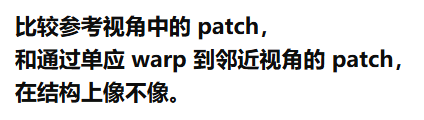 比较参考视角中的 patch，
和通过单应 warp 到邻近视角的 patch，
在结构上像不像。